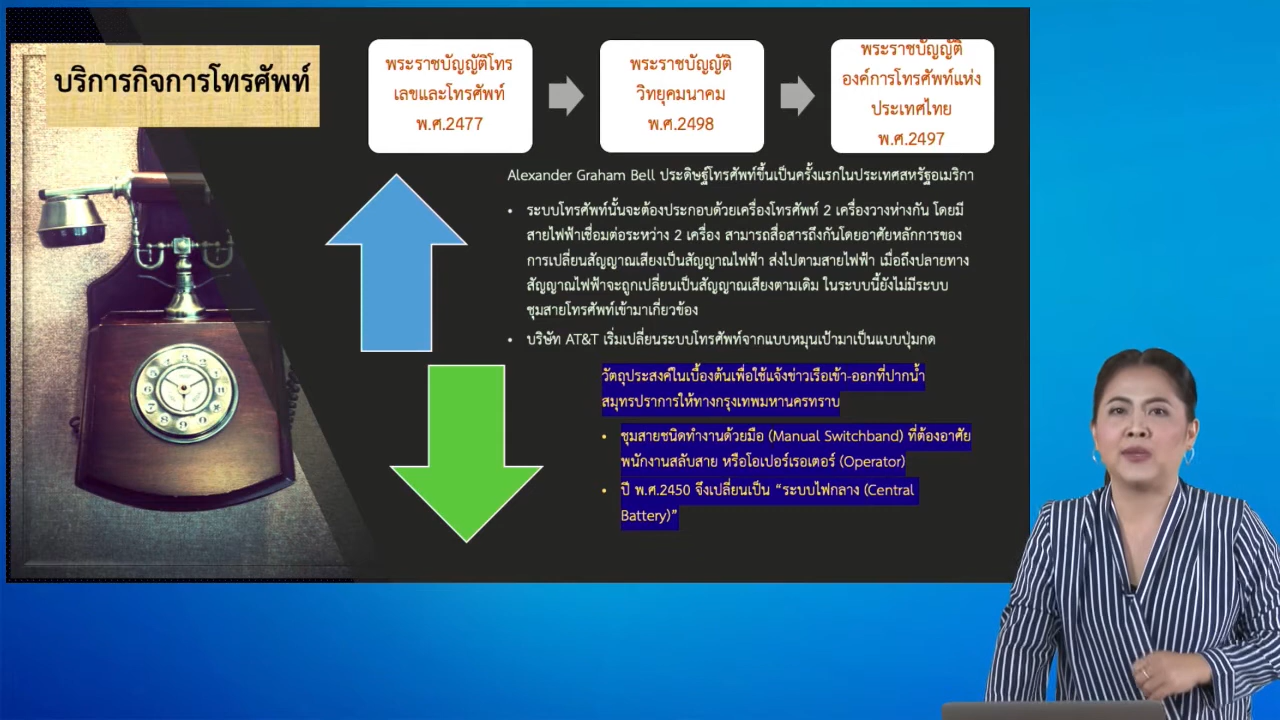 บริการกิจการโทรศัพท์
พระราชบัญญัติโทร
เลขและโทรศัพท์
พ.ศ.2477
พระราชบัญญัติ
วิทยุคมนาคม
พ.ศ.2498
พระราชบัญญัติ
องค์การโทรศัพท์แห่ง
ประเทศไทย
พ.ศ.2497
Alexander Graham Bell ประดิษฐ์โทรศัพท์ขึ้นเป็นครั้งแรกในประเทศสหรัฐอเมริกา
• ระบบโทรศัพท์นั้นจะต้องประกอบด้วยเครื่องโทรศัพท์ 2 เครื่องวางห่างกัน โดยมี
สายไฟฟ้าเชื่อมต่อระหว่าง 2 เครื่อง สามารถสื่อสารถึงกันโดยอาศัยหลักการของ
การเปลี่ยนสัญญาณเสียงเป็นสัญญาณไฟฟ้า ส่งไปตามสายไฟฟ้า เมื่อถึงปลายทาง
สัญญาณไฟฟ้าจะถูกเปลี่ยนเป็นสัญญาณเสียงตามเดิม ในระบบนี้ยังไม่มีระบบ
ชุมสายโทรศัพท์เข้ามาเกี่ยวข้อง
• บริษัท AT&T เริ่มเปลี่ยนระบบโทรศัพท์จากแบบหมุนเป้ามาเป็นแบบปุ่มกด
วัตถุประสงค์ในเบื้องต้นเพื่อใช้แจ้งข่าวเรือเข้า-ออกที่ปากน้ำ
สมุทรปราการให้ทางกรุงเทพมหานครทราบ
• ชุมสายชนิดทำงานด้วยมือ (Manual Switchband) ที่ต้องอาศัย
พนักงานสลับสาย หรือโอเปอร์เรอเตอร์ (Operator)
• ปี พ.ศ.2450 จึงเปลี่ยนเป็น “ระบบไฟกลาง (Central
Battery)”